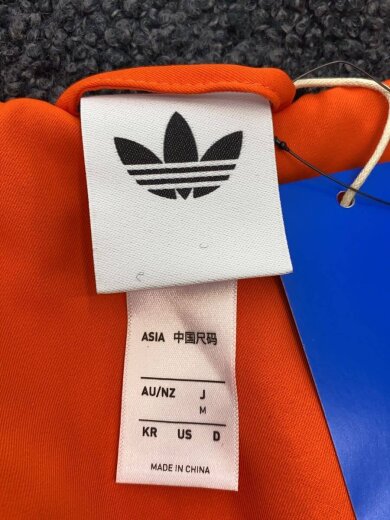 ASIA 中国尺码
AU/NZ J
M
KR US D
MADE IN CHINA